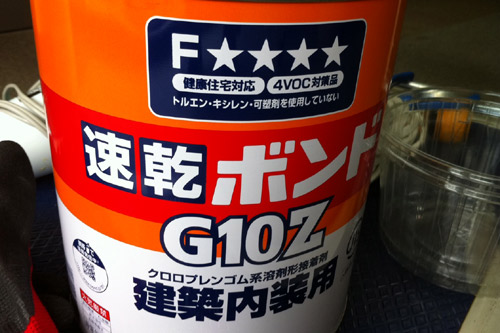 F★★★★
健康住宅対応 4VOC対策品
トルエン・キシレン・可塑剤を使用していない
速乾ボンド
G10Z
クロロプレンゴム系溶剤形接着剤
建築内装用